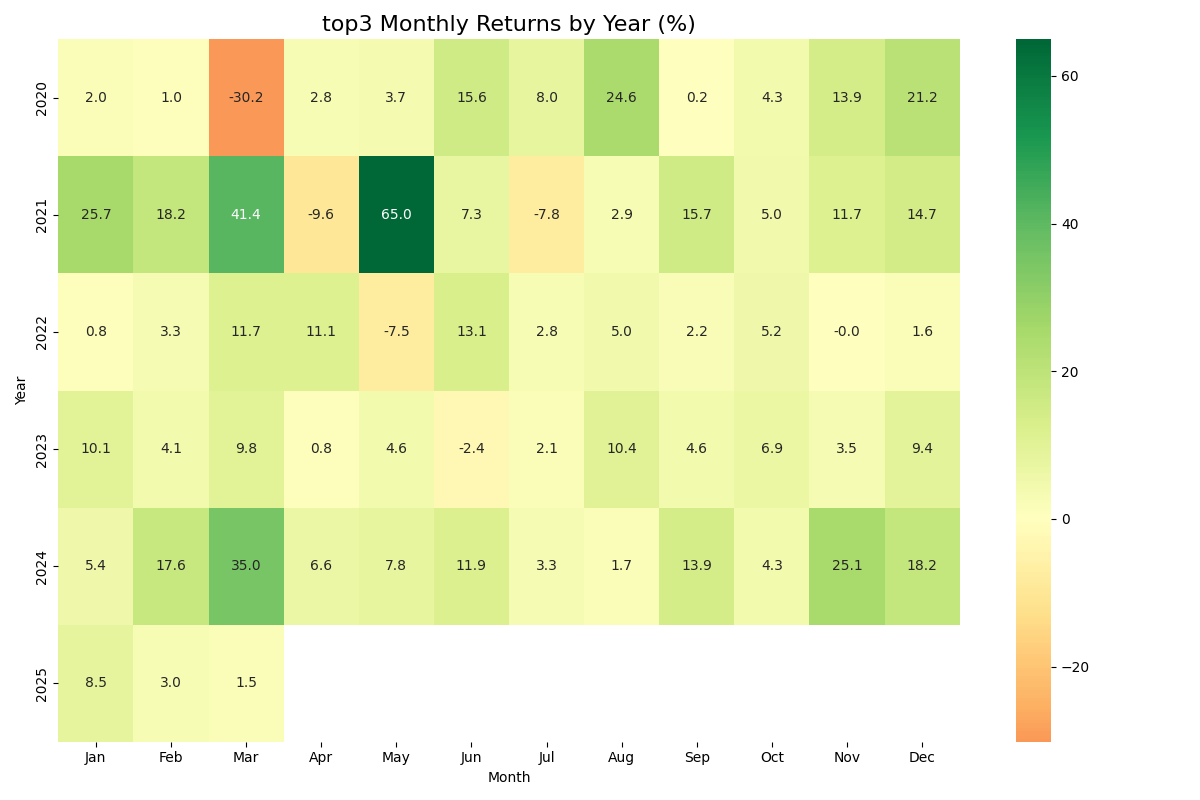 top3 Monthly Returns by Year (%)
2020 2.0 1.0 -30.2 2.8 3.7 15.6 8.0 24.6 0.2 4.3 13.9 21.2
2021 25.7 18.2 41.4 -9.6 65.0 7.3 -7.8 2.9 15.7 5.0 11.7 14.7
2022 0.8 3.3 11.7 11.1 -7.5 13.1 2.8 5.0 2.2 5.2 -0.0 1.6
Year
2023 10.1 4.1 9.8 0.8 4.6 -2.4 2.1 10.4 4.6 6.9 3.5 9.4
2024 5.4 17.6 35.0 6.6 7.8 11.9 3.3 1.7 13.9 4.3 25.1 18.2
2025 8.5 3.0 1.5
Jan Feb Mar Apr May Jun Jul Aug Sep Oct Nov Dec
Month
60
40
20
0
−20